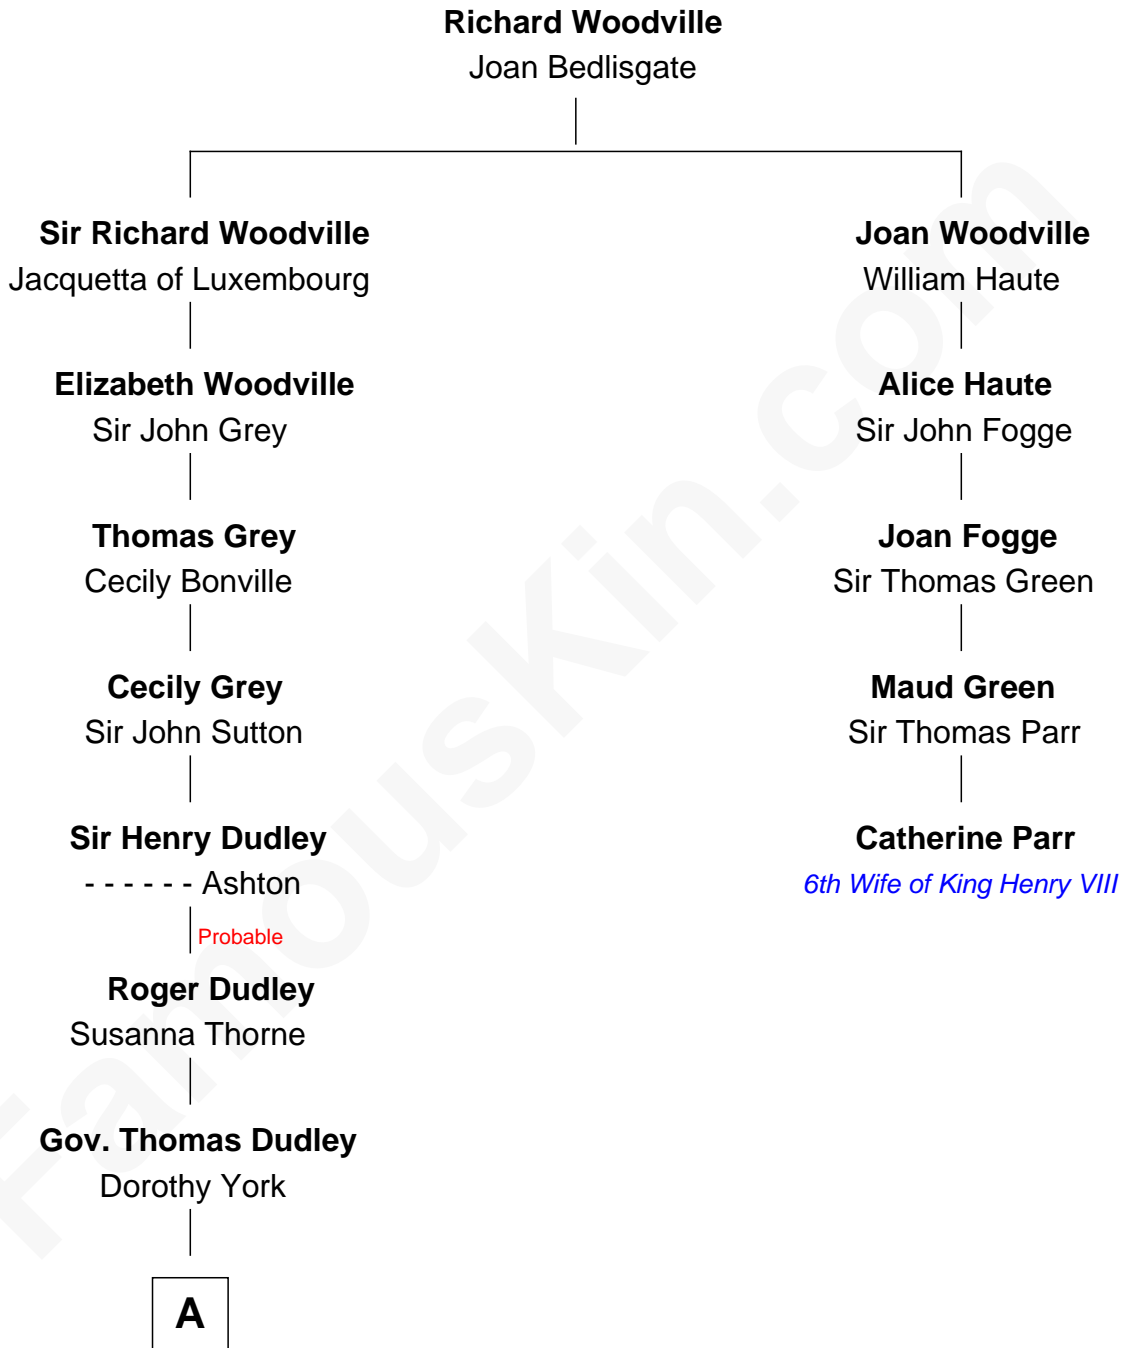 Richard Woodville
Joan Bedlisgate
Sir Richard Woodville
Jacquetta of Luxembourg
Joan Woodville
William Haute
Elizabeth Woodville
Sir John Grey
Alice Haute
Sir John Fogge
Thomas Grey
Cecily Bonville
Joan Fogge
Sir Thomas Green
Cecily Grey
Sir John Sutton
Maud Green
Sir Thomas Parr
Sir Henry Dudley
- - - - - - Ashton
Catherine Parr
6th Wife of King Henry VIII
Probable
Roger Dudley
Susanna Thorne
Gov. Thomas Dudley
Dorothy York
A
FamousKin.com